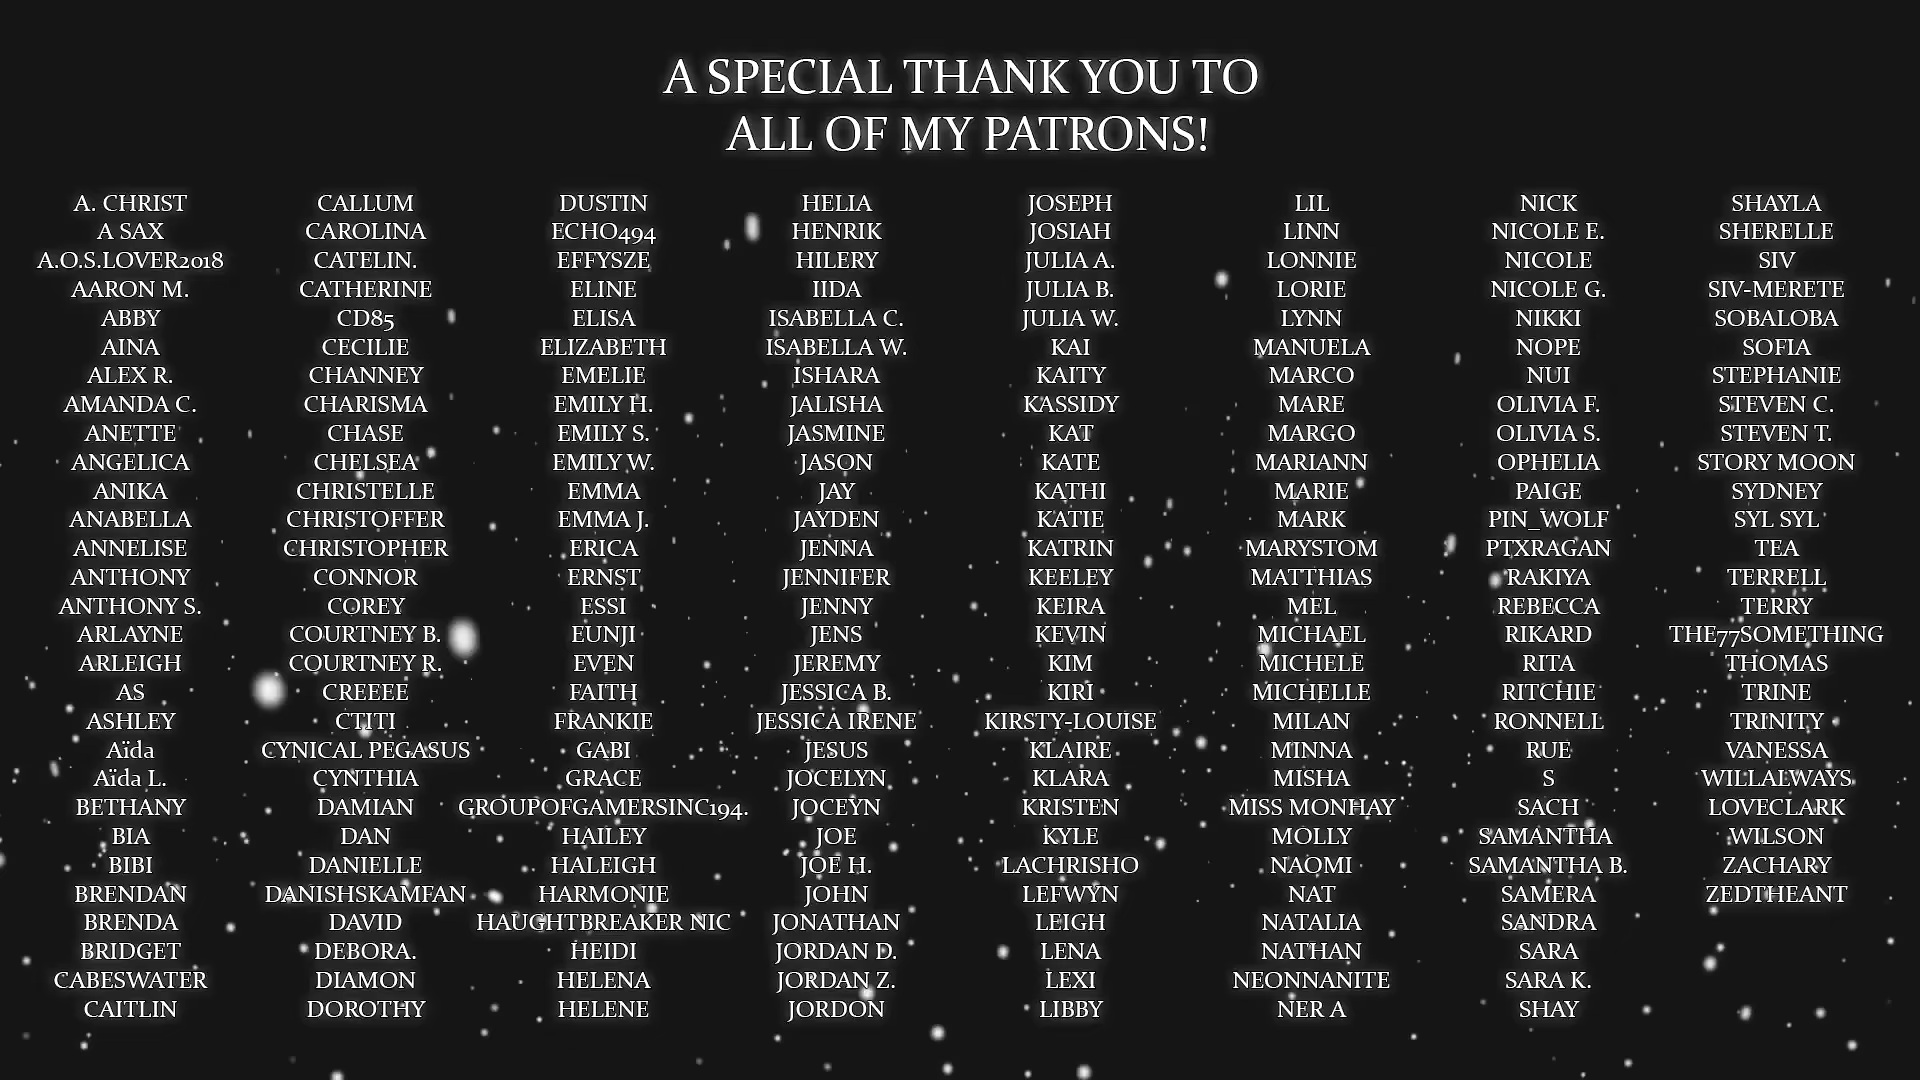 A SPECIAL THANK YOU TO
ALL OF MY PATRONS!
A. CHRIST
A SAX
A.O.S.LOVER2018
AARON M.
ABBY
AINA
ALEX R.
AMANDA C.
ANETTE
ANGELICA
ANIKA
ANABELLA
ANNELISE
ANTHONY
ANTHONY S.
ARLAYNE
ARLEIGH
AS
ASHLEY
Aïda
Aïda L.
BETHANY
BIA
BIBI
BRENDAN
BRENDA
BRIDGET
CABESWATER
CAITLIN
CALLUM
CAROLINA
CATELIN.
CATHERINE
CD85
CECILIE
CHANNEY
CHARISMA
CHASE
CHELSEA
CHRISTELLE
CHRISTOFFER
CHRISTOPHER
CONNOR
COREY
COURTNEY B.
COURTNEY R.
CREEEE
CTITI
CYNICAL PEGASUS
CYNTHIA
DAMIAN
DAN
DANIELLE
DANISHSKAMFAN
DAVID
DEBORA.
DIAMON
DOROTHY
DUSTIN
ECHO494
EFFYSZE
ELINE
ELISA
ELIZABETH
EMELIE
EMILY H.
EMILY S.
EMILY W.
EMMA
EMMA J.
ERICA
ERNST
ESSI
EUNJI
EVEN
FAITH
FRANKIE
GABI
GRACE
GROUPOFGAMERSINC194.
HAILEY
HALEIGH
HARMONIE
HAUGHTBREAKER NIC
HEIDI
HELENA
HELENE
HELIA
HENRIK
HILERY
IIDA
ISABELLA C.
ISABELLA W.
ISHARA
JALISHA
JASMINE
JASON
JAY
JAYDEN
JENNA
JENNIFER
JENNY
JENS
JEREMY
JESSICA B.
JESSICA IRENE
JESUS
JOCELYN
JOCEYN
JOE
JOE H.
JOHN
JONATHAN
JORDAN D.
JORDAN Z.
JORDON
JOSEPH
JOSIAH
JULIA A.
JULIA B.
JULIA W.
KAI
KAITY
KASSIDY
KAT
KATE
KATHI
KATIE
KATRIN
KEELEY
KEIRA
KEVIN
KIM
KIRI
KIRSTY-LOUISE
KLAIRE
KLARA
KRISTEN
KYLE
LACHRISHO
LEFWYN
LEIGH
LENA
LEXI
LIBBY
LIL
LINN
LONNIE
LORIE
LYNN
MANUELA
MARCO
MARE
MARGO
MARIANN
MARIE
MARK
MARYSTOM
MATTHIAS
MEL
MICHAEL
MICHELE
MICHELLE
MILAN
MINNA
MISHA
MISS MONHAY
MOLLY
NAOMI
NAT
NATALIA
NATHAN
NEONNANITE
NER A
NICK
NICOLE E.
NICOLE
NICOLE G.
NIKKI
NOPE
NUI
OLIVIA F.
OLIVIA S.
OPHELIA
PAIGE
PIN_WOLF
PTXRAGAN
RAKIYA
REBECCA
RIKARD
RITA
RITCHIE
RONNELL
RUE
S
SACH
SAMANTHA
SAMANTHA B.
SAMERA
SANDRA
SARA
SARA K.
SHAY
SHAYLA
SHERELLE
SIV
SIV-MERETE
SOBALOBA
SOFIA
STEPHANIE
STEVEN C.
STEVEN T.
STORY MOON
SYDNEY
SYL SYL
TEA
TERRELL
TERRY
THE77SOMETHING
THOMAS
TRINE
TRINITY
VANESSA
WILLALWAYS
LOVECLARK
WILSON
ZACHARY
ZEDTHEANT